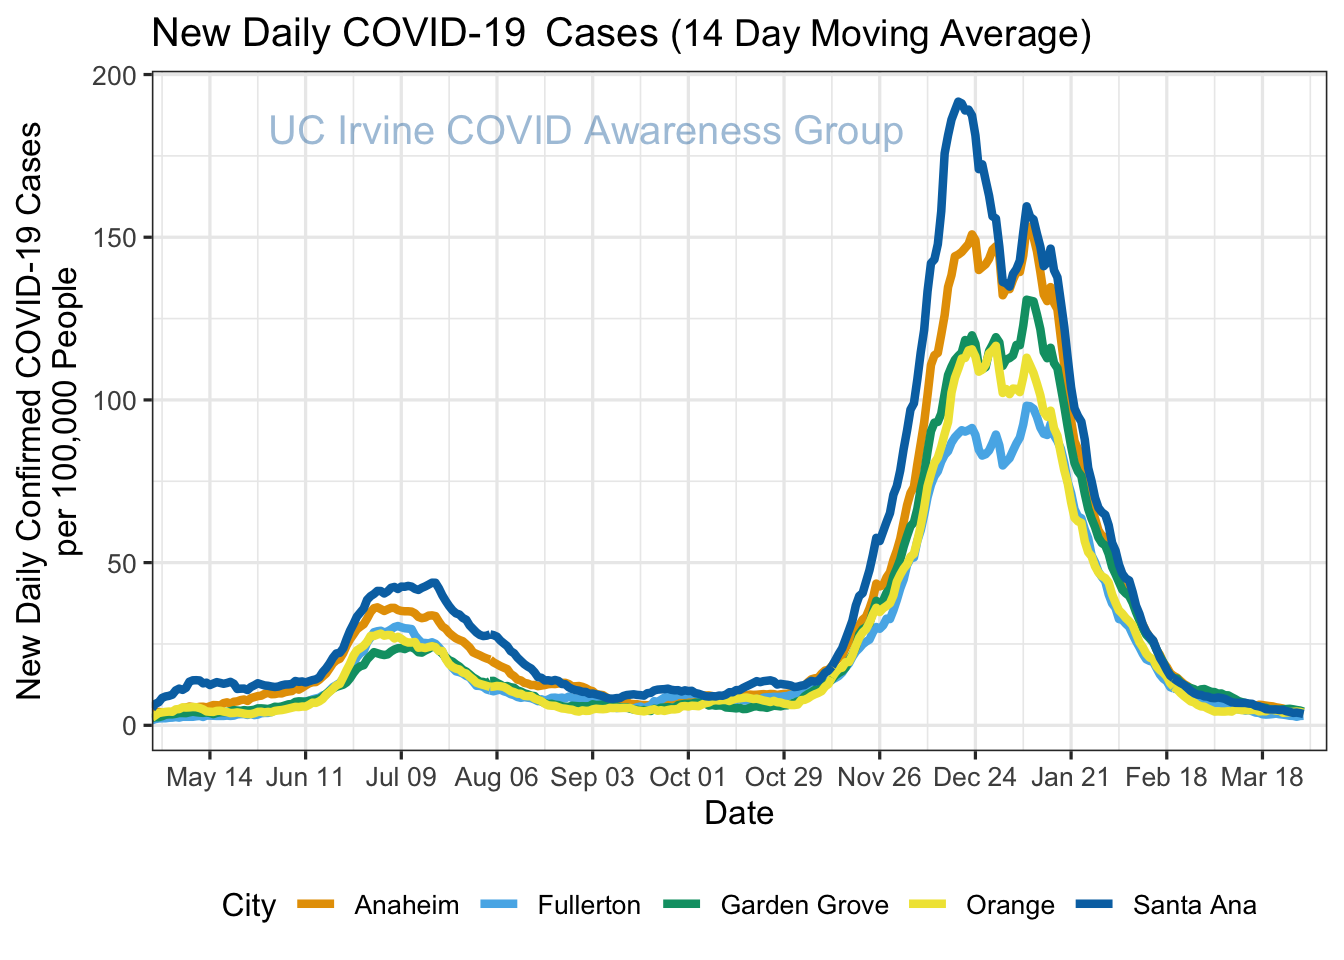 New Daily COVID-19  Cases (14 Day Moving Average)
UC Irvine COVID Awareness Group
New Daily Confirmed COVID-19 Cases
per 100,000 People
200
150
100
50
0
May 14 Jun 11 Jul 09 Aug 06 Sep 03 Oct 01 Oct 29 Nov 26 Dec 24 Jan 21 Feb 18 Mar 18
Date
City Anaheim Fullerton Garden Grove Orange Santa Ana